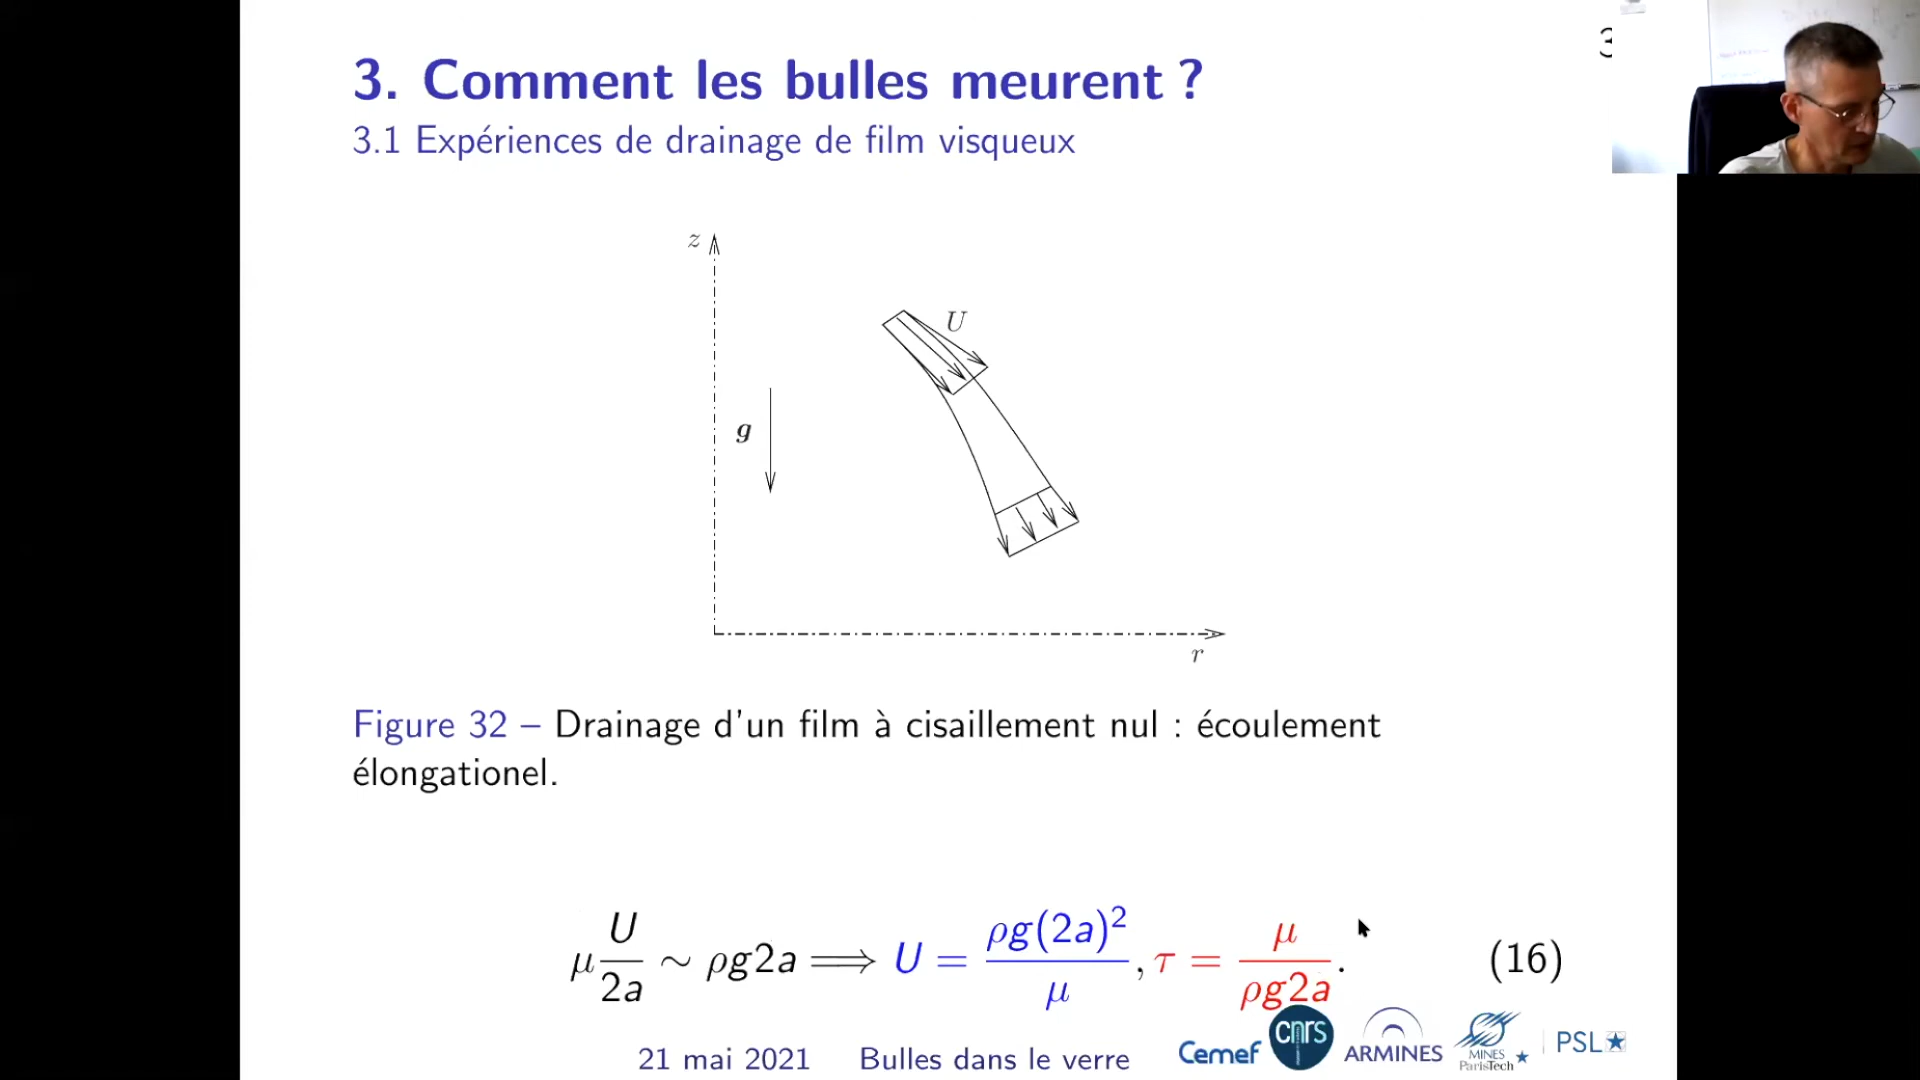 3. Comment les bulles meurent ?
3.1 Expériences de drainage de film visqueux
z
U
g
r
Figure 32 – Drainage d'un film à cisaillement nul : écoulement
élongationel.
μ U/2a ∼ ρg2a ⟹ U = ρg(2a)²/μ, τ = μ/ρg2a. (16)
21 mai 2021 Bulles dans le verre
Cemef
cnrs
ARMINES
MINES
ParisTech
PSL